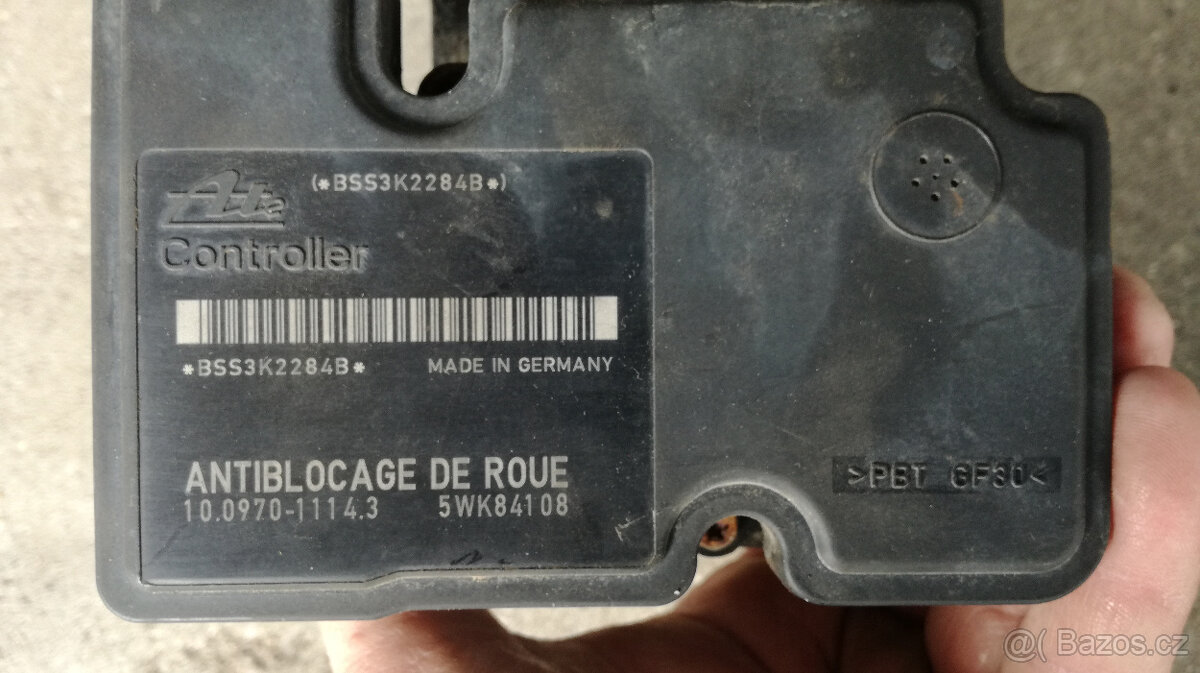 (*BSS3K2284B*)
Ate
Controller
*BSS3K2284B* MADE IN GERMANY
ANTIBLOCAGE DE ROUE
10.0970-1114.3 5WK84108
>PBT GF30<
@( Bazos.cz